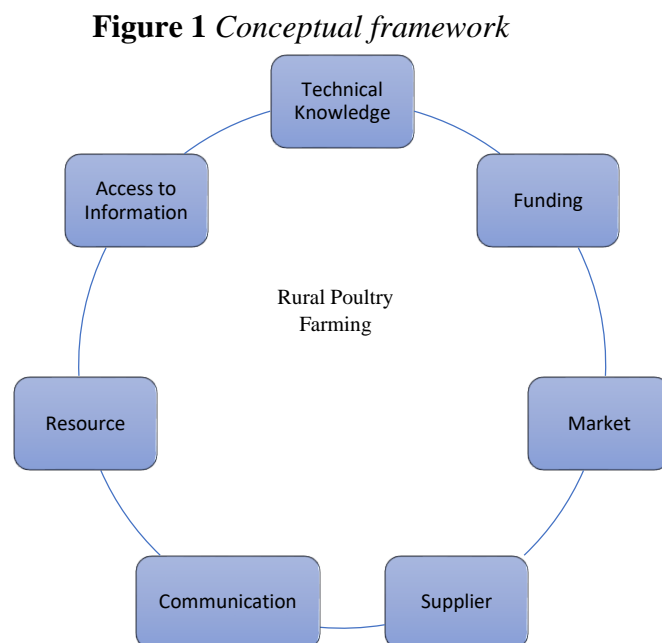 Figure 1 Conceptual framework
Technical
Knowledge
Access to
Information
Funding
Rural Poultry
Farming
Resource
Market
Communication
Supplier